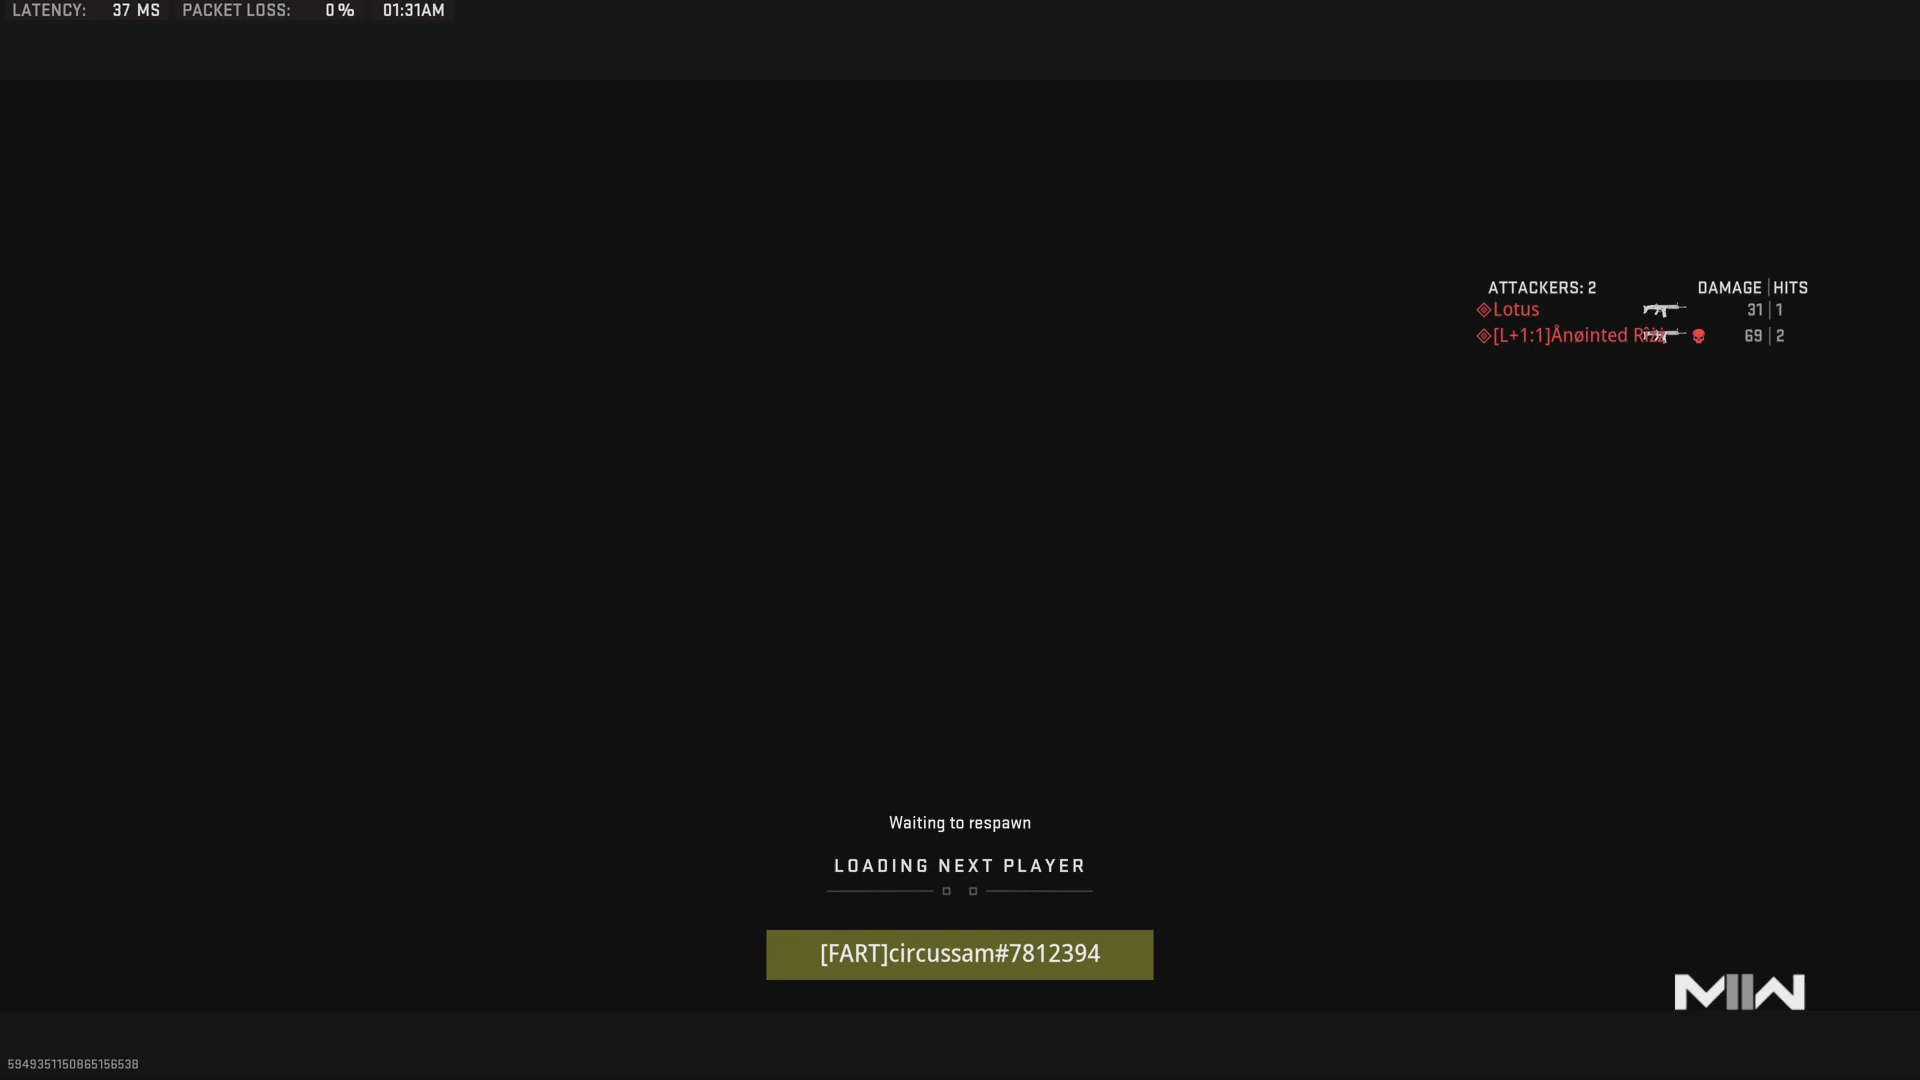 LATENCY: 37 MS PACKET LOSS: 0% 01:31AM
ATTACKERS: 2 DAMAGE HITS
Lotus 31 1
[L+1:1]Ånøinted 69 2
Waiting to respawn
LOADING NEXT PLAYER
[FART]circussam#7812394
MIIW
5949351150865156538